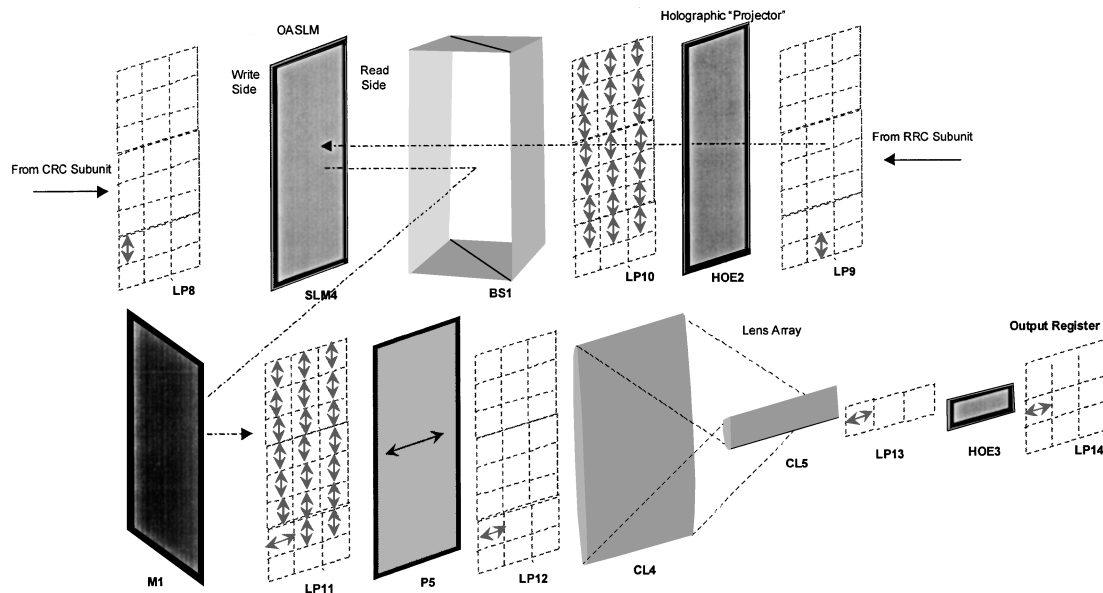 Holographic "Projector"
OASLM
Write
Side
Read
Side
From CRC Subunit
From RRC Subunit
LP8
SLM4
BS1
LP10
HOE2
LP9
Lens Array
Output Register
M1
LP11
P5
LP12
CL4
CL5
LP13
HOE3
LP14